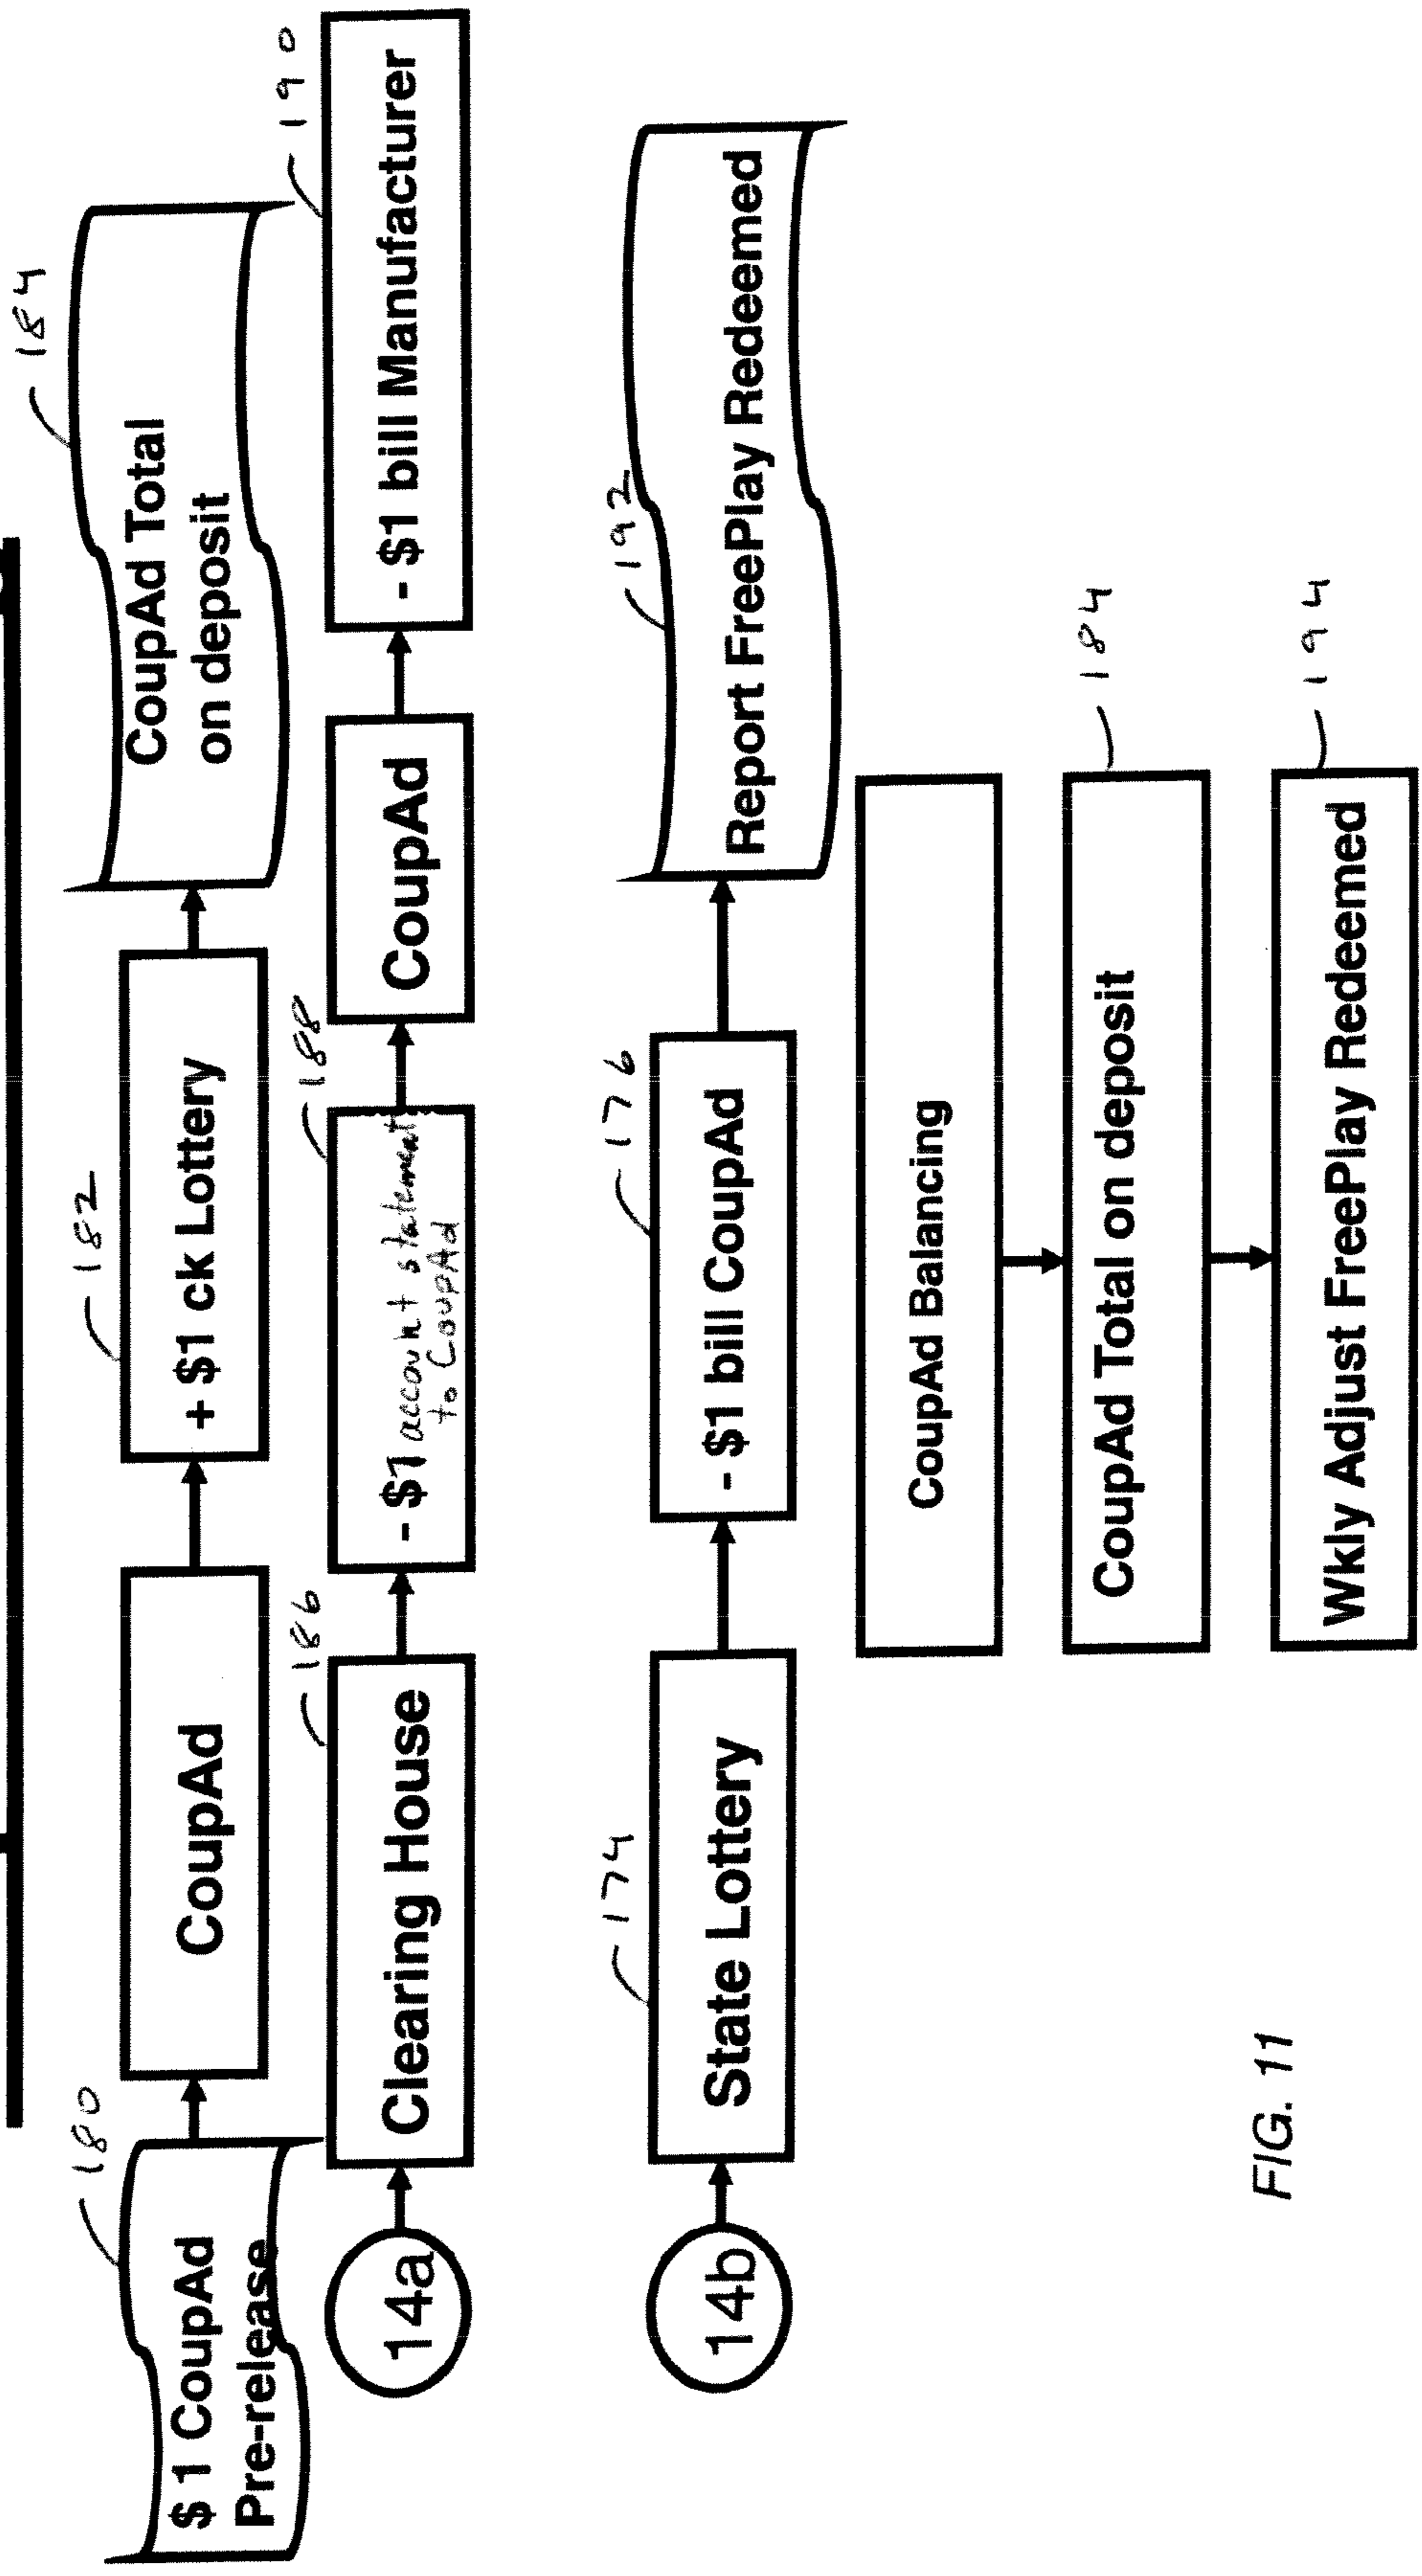 180
182
184
$ 1 CoupAd
Pre-release
CoupAd
+ $1 ck Lottery
CoupAd Total
on deposit
186
188
190
14a
Clearing House
- $1 account statement
to CoupAd
CoupAd
- $1 bill Manufacturer
174
176
192
14b
State Lottery
- $1 bill CoupAd
Report FreePlay Redeemed
CoupAd Balancing
184
CoupAd Total on deposit
194
Wkly Adjust FreePlay Redeemed
FIG. 11